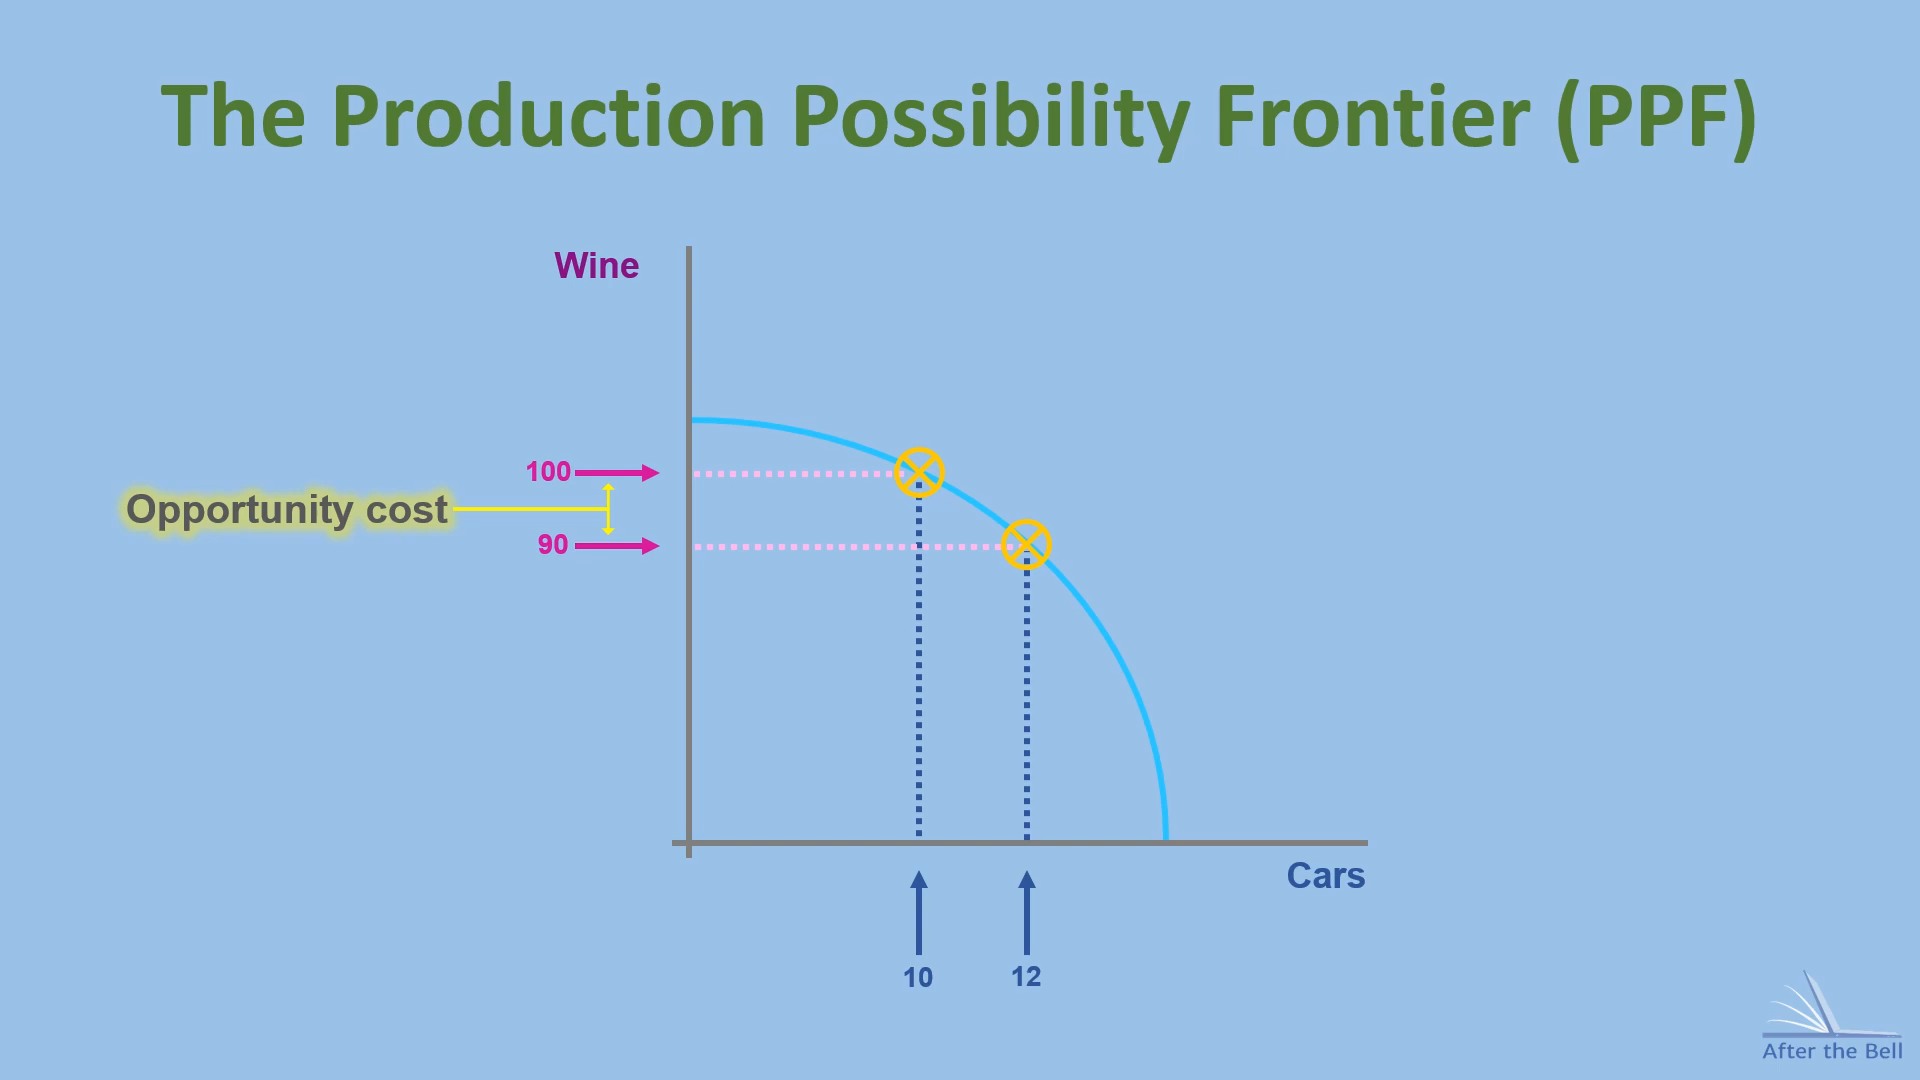 The Production Possibility Frontier (PPF)
Wine
100
Opportunity cost
90
Cars
10
12
After the Bell